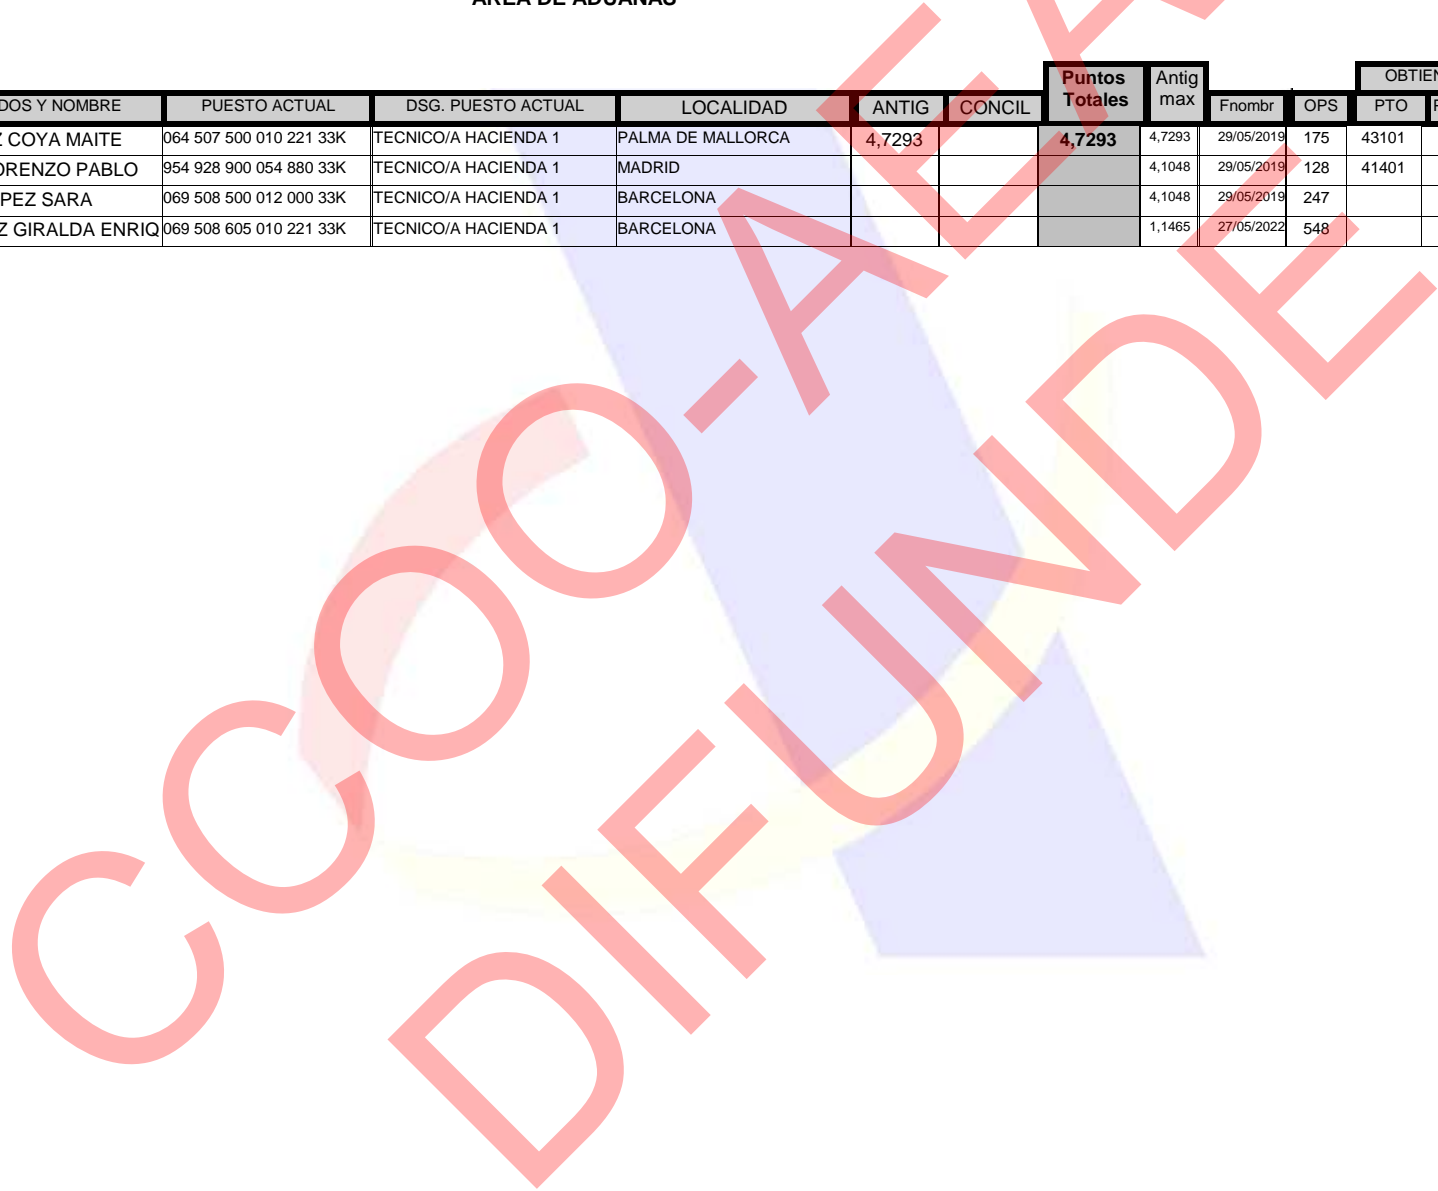 AREA DE ADUANAS
Puntos Totales Antig max OBTIEN
DOS Y NOMBRE PUESTO ACTUAL DSG. PUESTO ACTUAL LOCALIDAD ANTIG CONCIL Fnombr OPS PTO
Z COYA MAITE 064 507 500 010 221 33K TECNICO/A HACIENDA 1 PALMA DE MALLORCA 4,7293 4,7293 4,7293 29/05/2019 175 43101
ORENZO PABLO 954 928 900 054 880 33K TECNICO/A HACIENDA 1 MADRID 4,1048 29/05/2019 128 41401
PEZ SARA 069 508 500 012 000 33K TECNICO/A HACIENDA 1 BARCELONA 4,1048 29/05/2019 247
Z GIRALDA ENRIQ 069 508 605 010 221 33K TECNICO/A HACIENDA 1 BARCELONA 1,1465 27/05/2022 548
CCOO-AEA
DIFUNDE